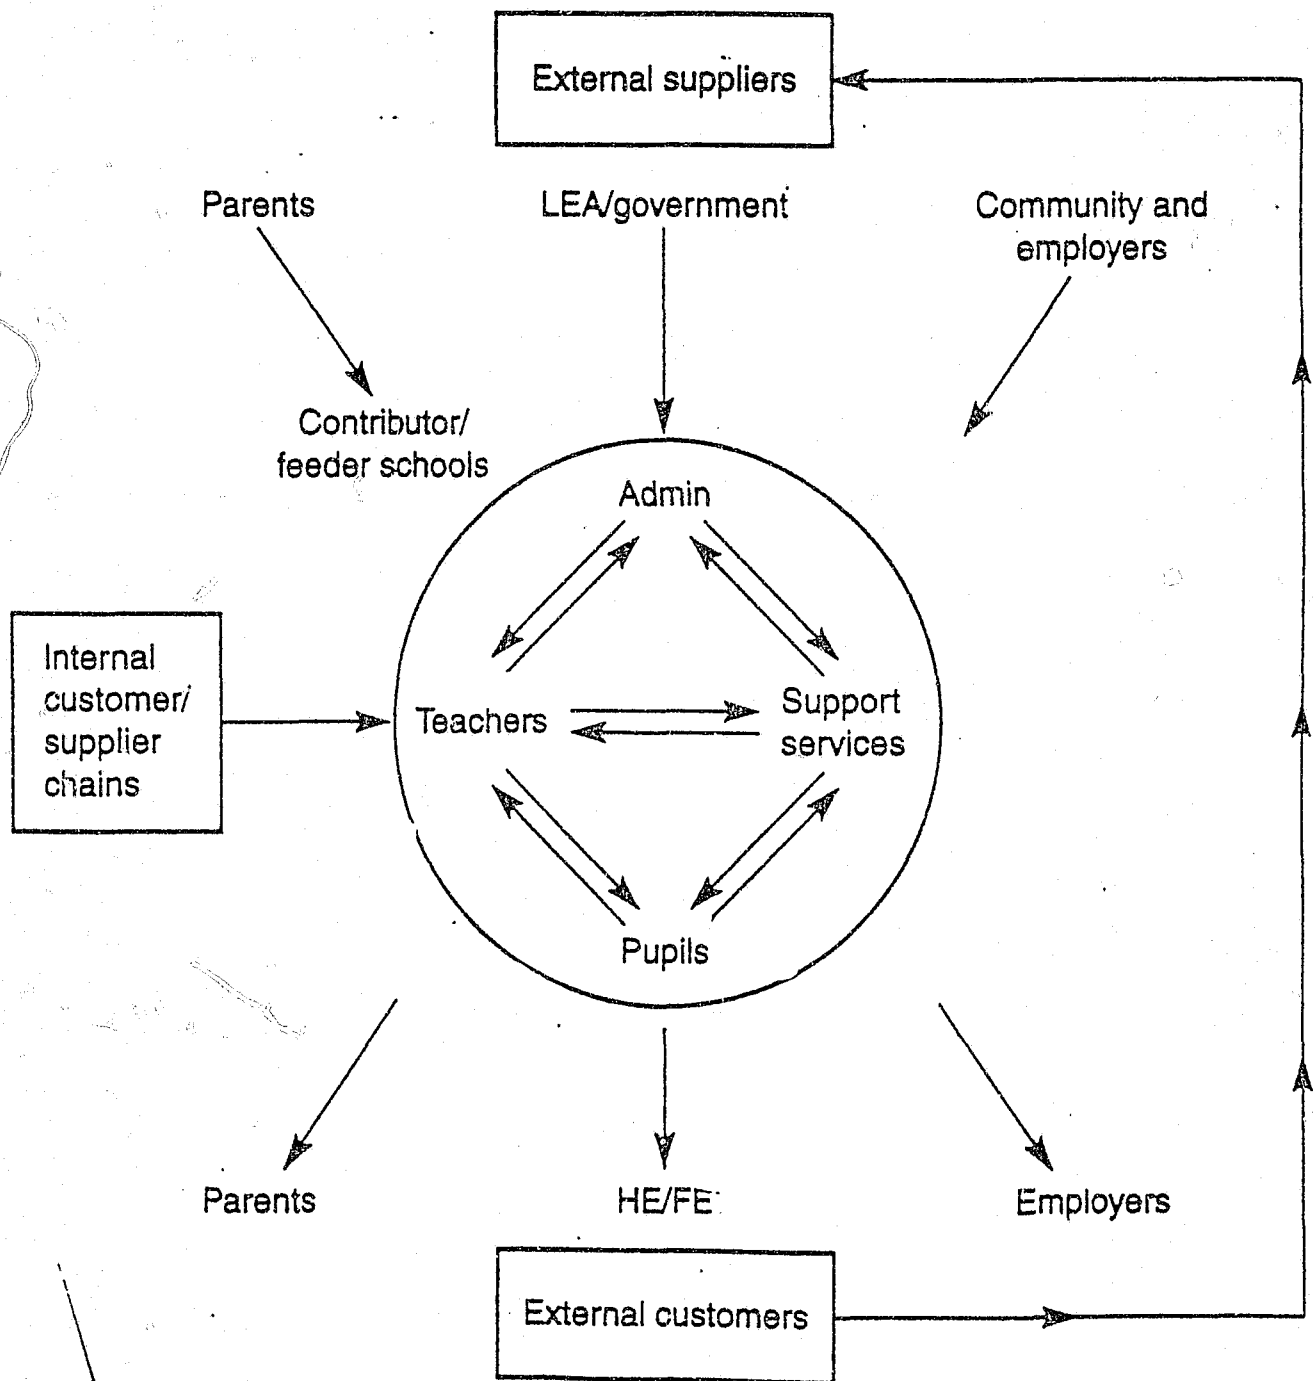 External suppliers
Parents
LEA/government
Community and
employers
Contributor/
feeder schools
Admin
Internal
customer/
supplier
chains
Teachers
Support
services
Pupils
Parents
HE/FE
Employers
External customers